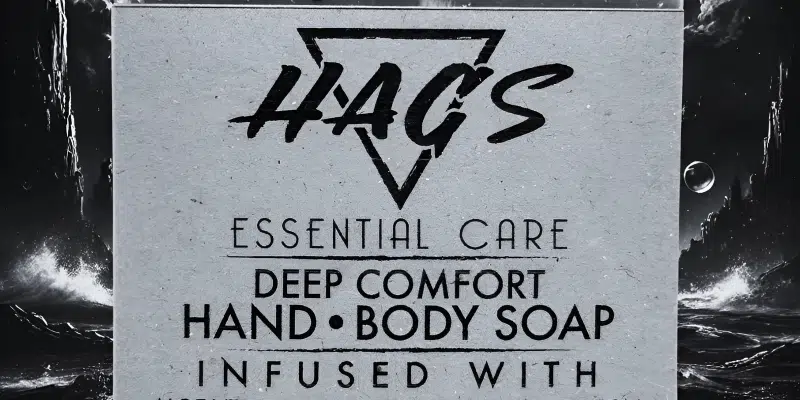 HAGS
ESSENTIAL CARE
DEEP COMFORT
HAND • BODY SOAP
INFUSED WITH